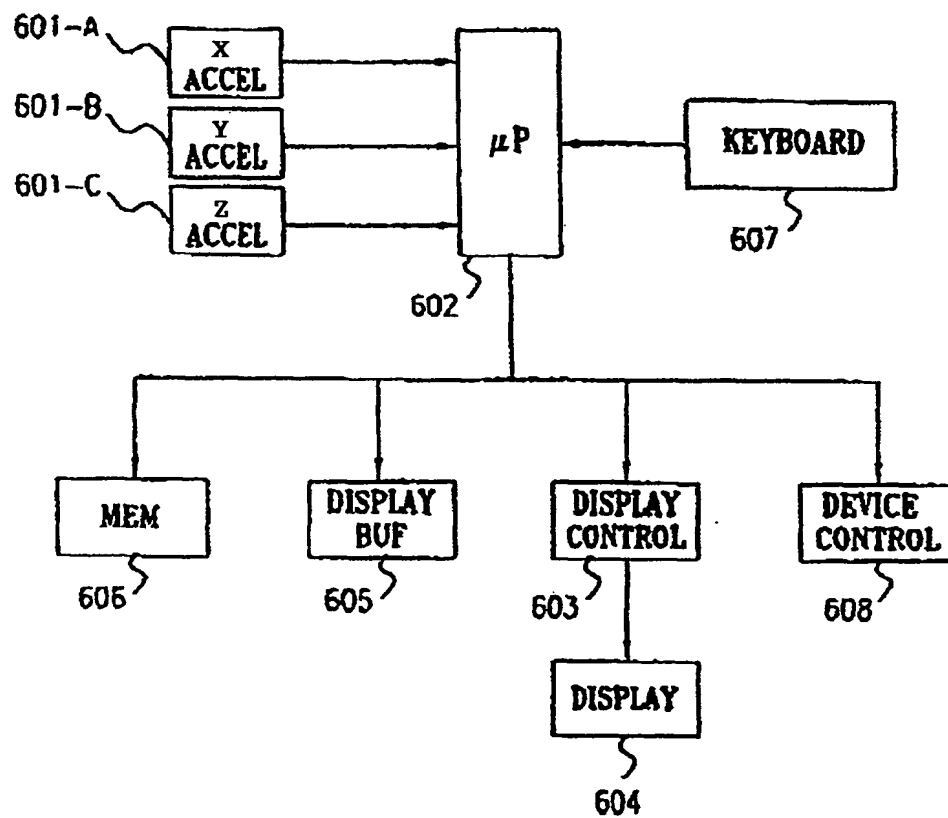 601-A
X
ACCEL
601-B
Y
ACCEL
601-C
Z
ACCEL
μP
602
KEYBOARD
607
MEM
606
DISPLAY
BUF
605
DISPLAY
CONTROL
603
DEVICE
CONTROL
608
DISPLAY
604